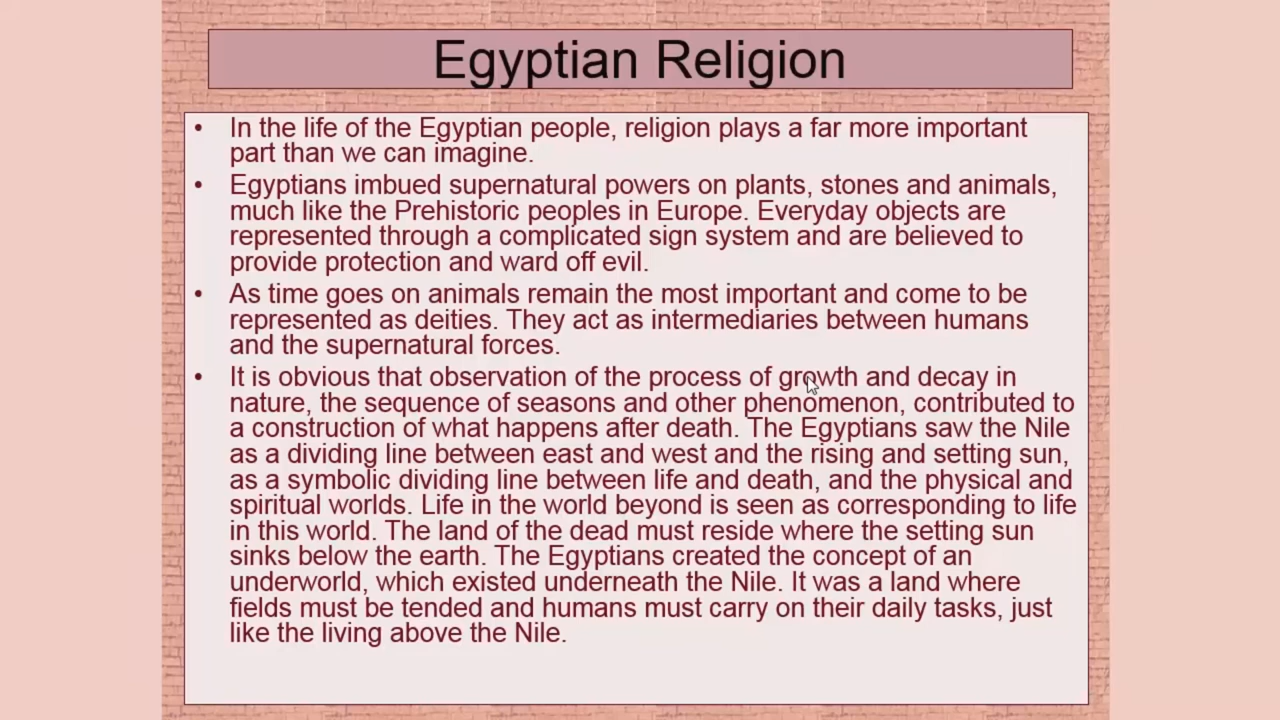 Egyptian Religion
• In the life of the Egyptian people, religion plays a far more important
part than we can imagine.
• Egyptians imbued supernatural powers on plants, stones and animals,
much like the Prehistoric peoples in Europe. Everyday objects are
represented through a complicated sign system and are believed to
provide protection and ward off evil.
• As time goes on animals remain the most important and come to be
represented as deities. They act as intermediaries between humans
and the supernatural forces.
• It is obvious that observation of the process of growth and decay in
nature, the sequence of seasons and other phenomenon, contributed to
a construction of what happens after death. The Egyptians saw the Nile
as a dividing line between east and west and the rising and setting sun,
as a symbolic dividing line between life and death, and the physical and
spiritual worlds. Life in the world beyond is seen as corresponding to life
in this world. The land of the dead must reside where the setting sun
sinks below the earth. The Egyptians created the concept of an
underworld, which existed underneath the Nile. It was a land where
fields must be tended and humans must carry on their daily tasks, just
like the living above the Nile.